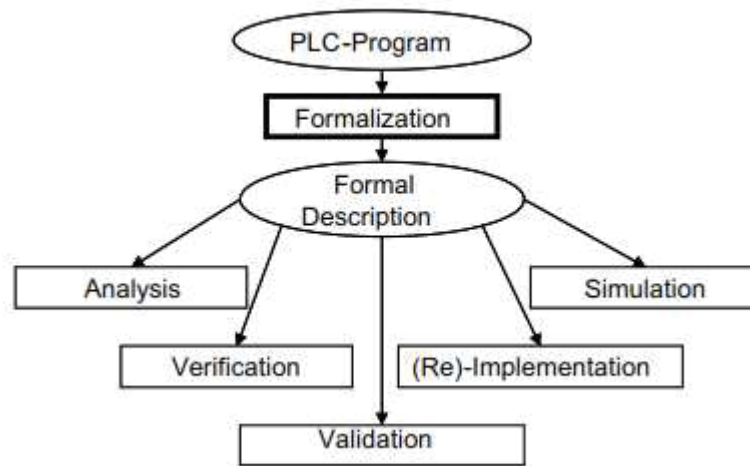 PLC-Program
Formalization
Formal
Description
Analysis
Simulation
Verification
(Re)-Implementation
Validation